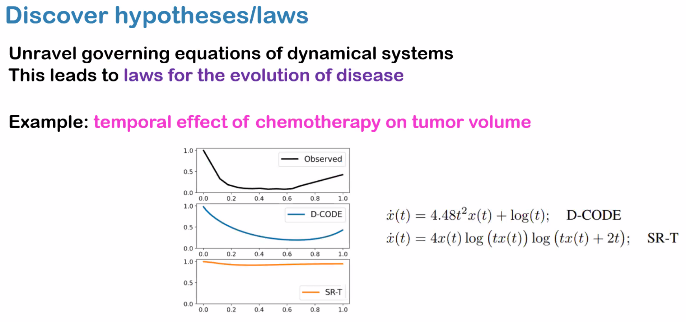 Discover hypotheses/laws
Unravel governing equations of dynamical systems
This leads to laws for the evolution of disease
Example: temporal effect of chemotherapy on tumor volume
1.0
0.5
0.0
0.0 0.2 0.4 0.6 0.8 1.0
Observed
1.0
0.5
0.0
0.0 0.2 0.4 0.6 0.8 1.0
D-CODE
1.0
0.5
0.0
0.0 0.2 0.4 0.6 0.8 1.0
SR-T
ẋ(t) = 4.48t²x(t) + log(t); D-CODE
ẋ(t) = 4x(t) log (tx(t)) log (tx(t) + 2t); SR-T